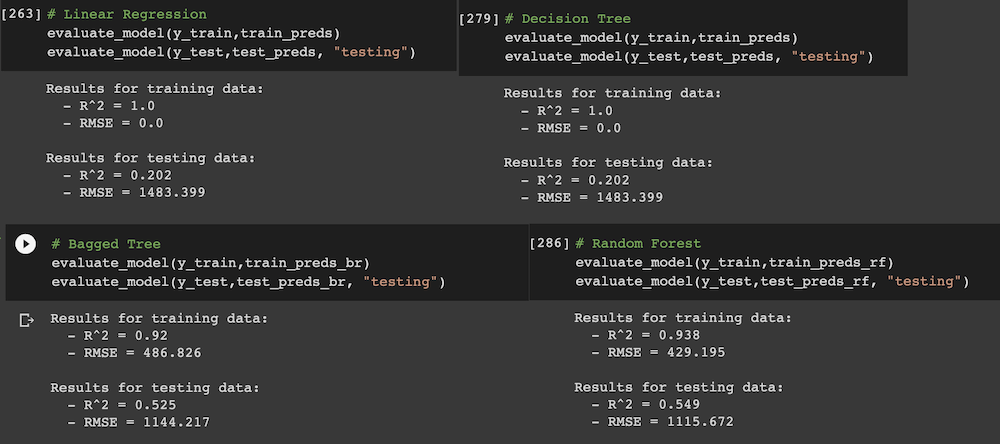 [263] # Linear Regression
evaluate_model(y_train,train_preds)
evaluate_model(y_test,test_preds, "testing")
Results for training data:
- R^2 = 1.0
- RMSE = 0.0
Results for testing data:
- R^2 = 0.202
- RMSE = 1483.399
[279] # Decision Tree
evaluate_model(y_train,train_preds)
evaluate_model(y_test,test_preds, "testing")
Results for training data:
- R^2 = 1.0
- RMSE = 0.0
Results for testing data:
- R^2 = 0.202
- RMSE = 1483.399
# Bagged Tree
evaluate_model(y_train,train_preds_br)
evaluate_model(y_test,test_preds_br, "testing")
Results for training data:
- R^2 = 0.92
- RMSE = 486.826
Results for testing data:
- R^2 = 0.525
- RMSE = 1144.217
[286] # Random Forest
evaluate_model(y_train,train_preds_rf)
evaluate_model(y_test,test_preds_rf, "testing")
Results for training data:
- R^2 = 0.938
- RMSE = 429.195
Results for testing data:
- R^2 = 0.549
- RMSE = 1115.672